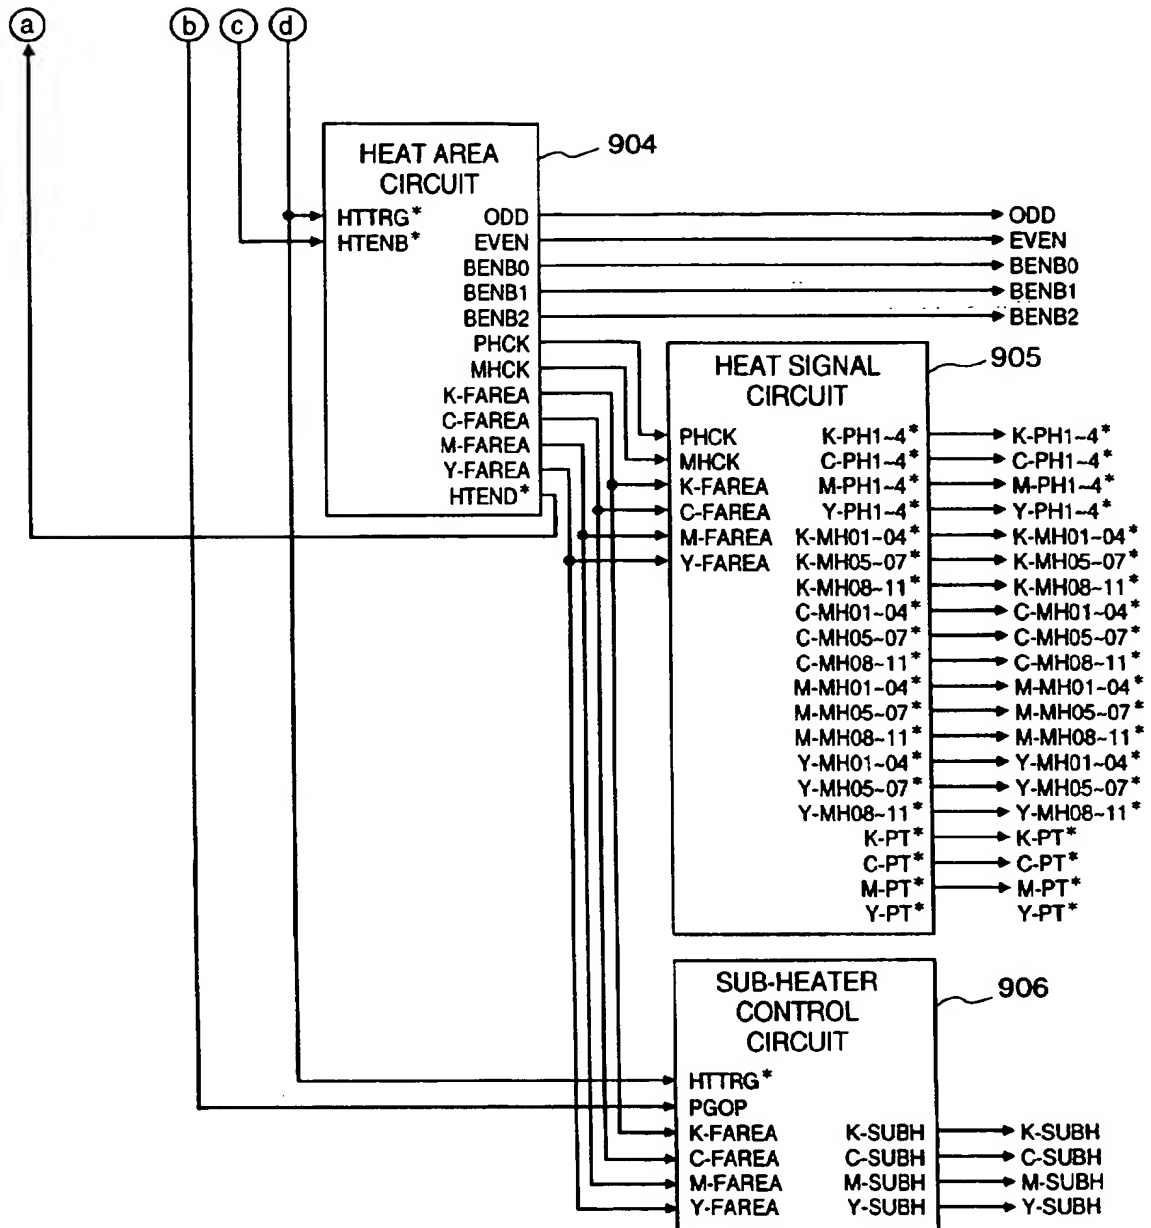 a b c d
HEAT AREA
CIRCUIT
904
HTTRG* ODD ODD
HTENB* EVEN EVEN
BENB0 BENB0
BENB1 BENB1
BENB2 BENB2
PHCK
MHCK
K-FAREA
C-FAREA
M-FAREA
Y-FAREA
HTEND*
HEAT SIGNAL
CIRCUIT
905
PHCK K-PH1~4* K-PH1~4*
MHCK C-PH1~4* C-PH1~4*
K-FAREA M-PH1~4* M-PH1~4*
C-FAREA Y-PH1~4* Y-PH1~4*
M-FAREA K-MH01~04* K-MH01~04*
Y-FAREA K-MH05~07* K-MH05~07*
K-MH08~11* K-MH08~11*
C-MH01~04* C-MH01~04*
C-MH05~07* C-MH05~07*
C-MH08~11* C-MH08~11*
M-MH01~04* M-MH01~04*
M-MH05~07* M-MH05~07*
M-MH08~11* M-MH08~11*
Y-MH01~04* Y-MH01~04*
Y-MH05~07* Y-MH05~07*
Y-MH08~11* Y-MH08~11*
K-PT* K-PT*
C-PT* C-PT*
M-PT* M-PT*
Y-PT* Y-PT*
SUB-HEATER
CONTROL
CIRCUIT
906
HTTRG*
PGOP
K-FAREA K-SUBH K-SUBH
C-FAREA C-SUBH C-SUBH
M-FAREA M-SUBH M-SUBH
Y-FAREA Y-SUBH Y-SUBH